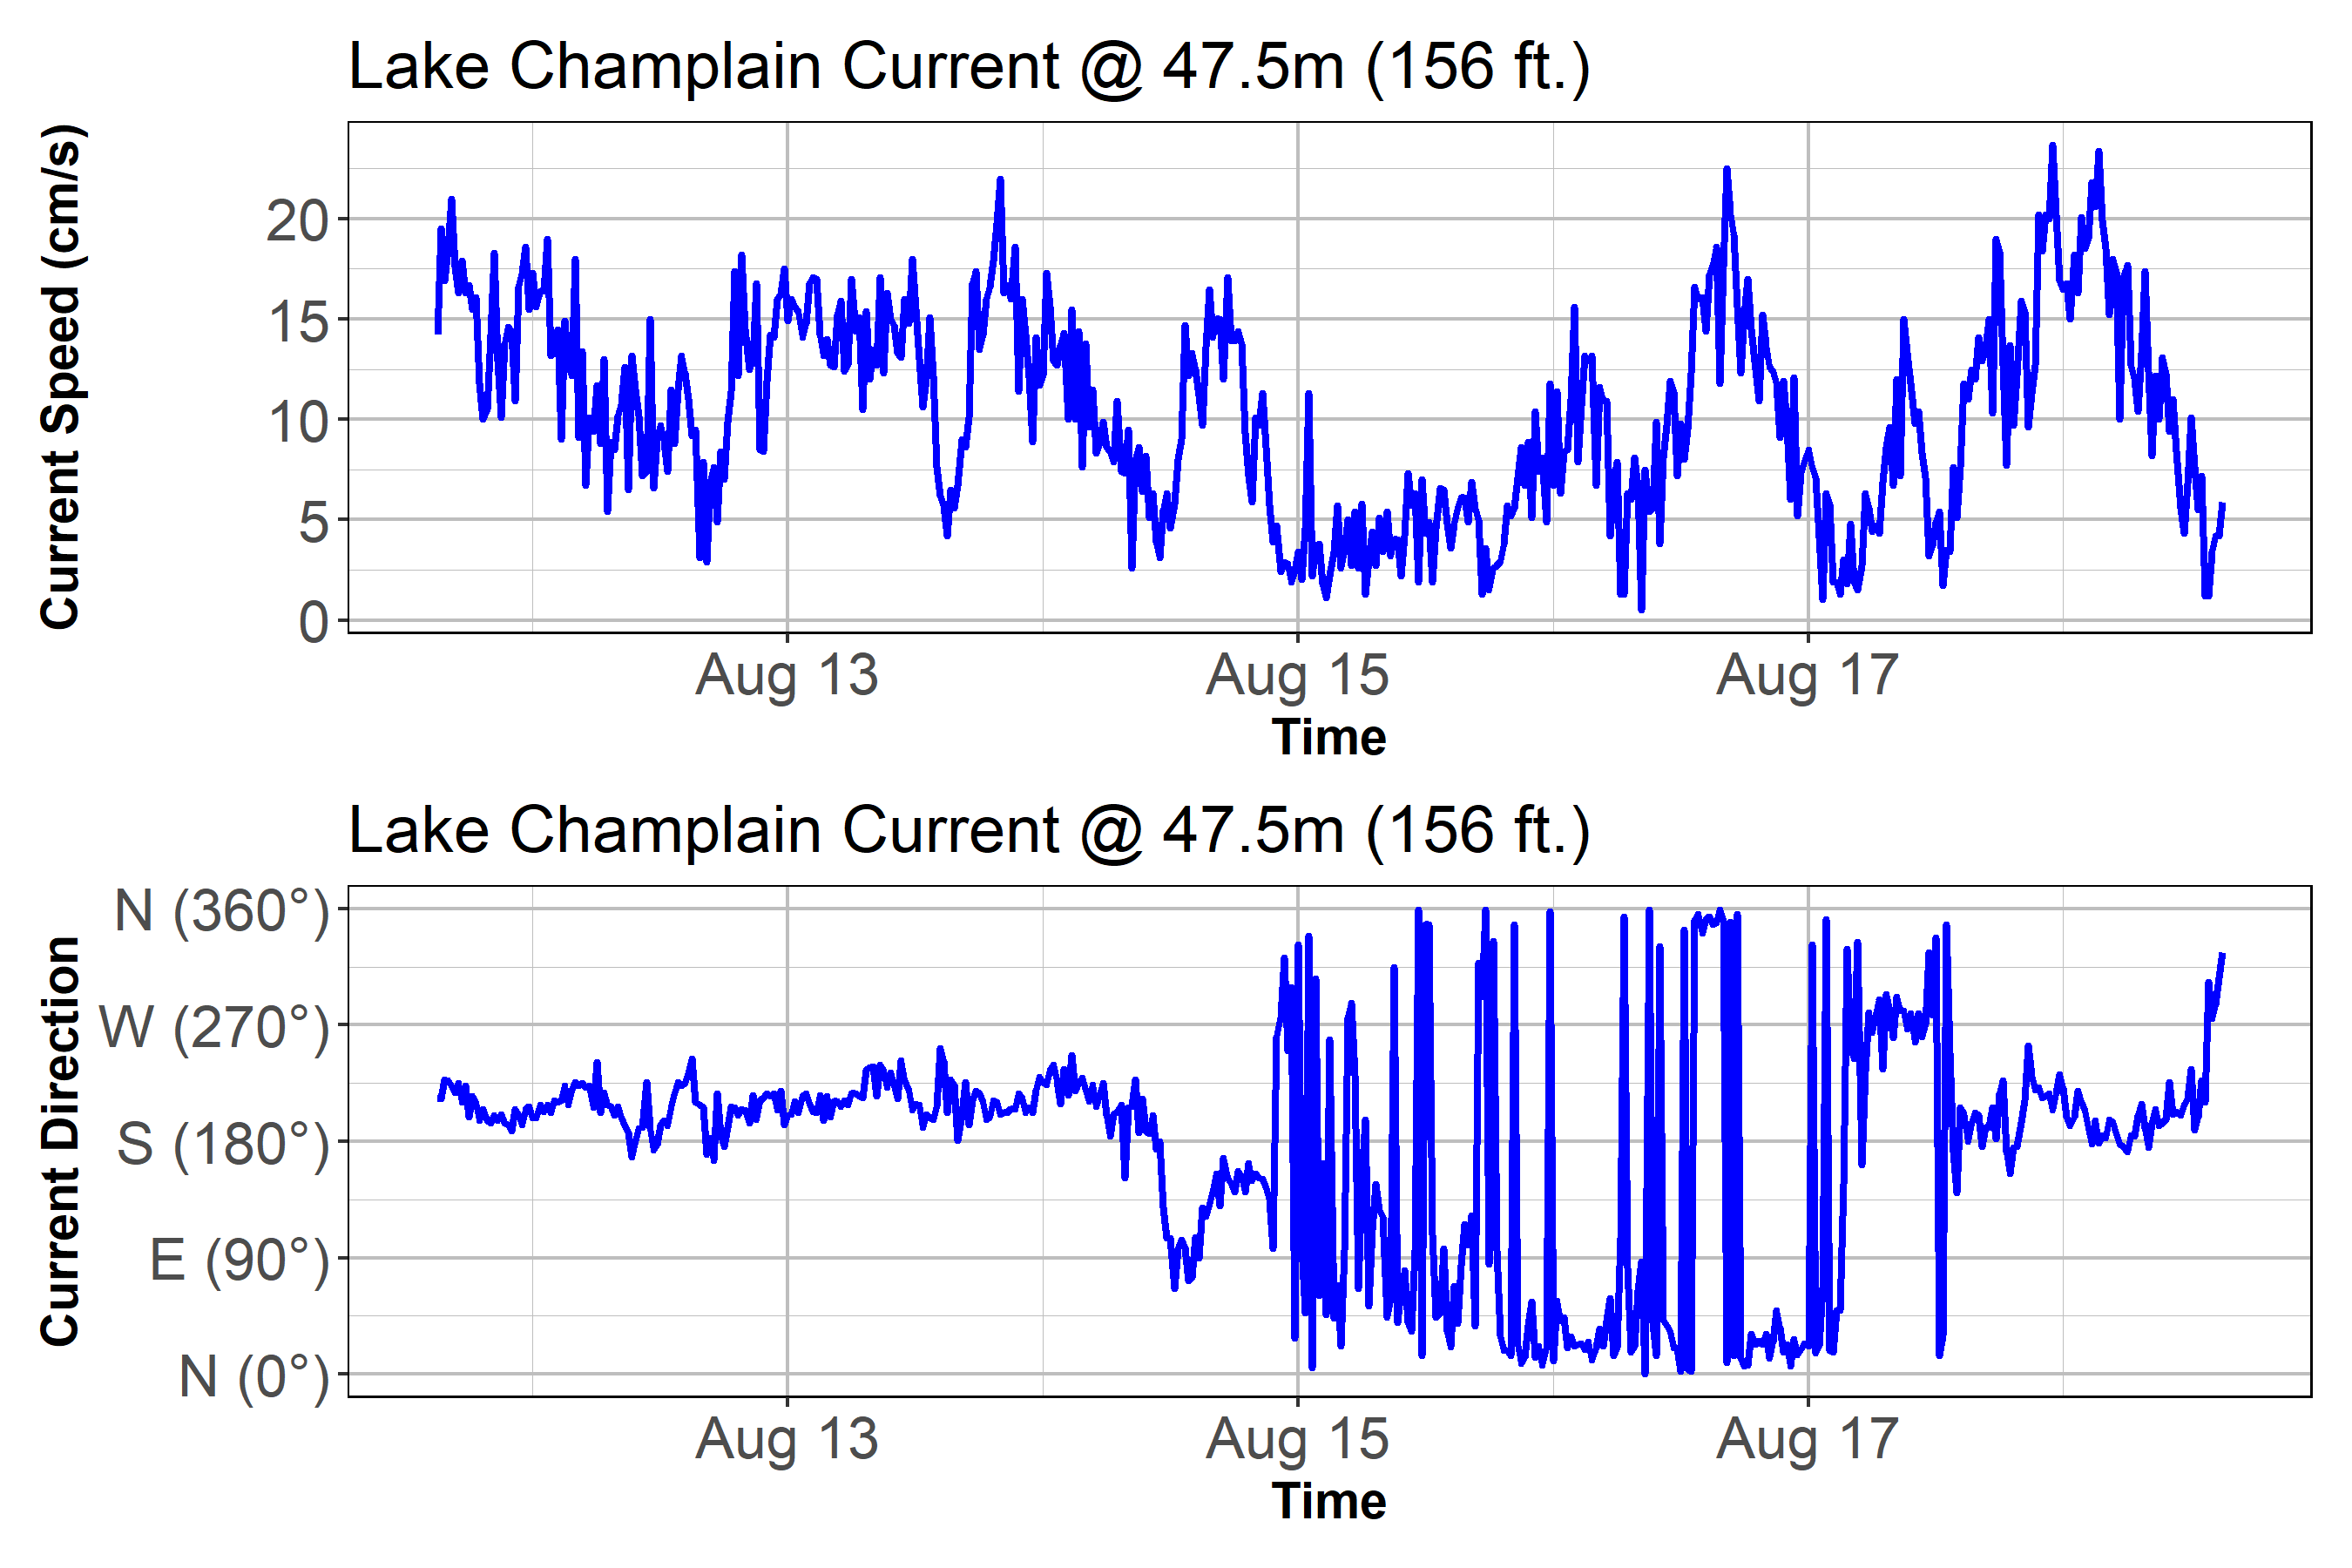 Lake Champlain Current @ 47.5m (156 ft.)
Current Speed (cm/s)
20
15
10
5
0
Aug 13
Aug 15
Aug 17
Time
Lake Champlain Current @ 47.5m (156 ft.)
Current Direction
N (360°)
W (270°)
S (180°)
E (90°)
N (0°)
Aug 13
Aug 15
Aug 17
Time